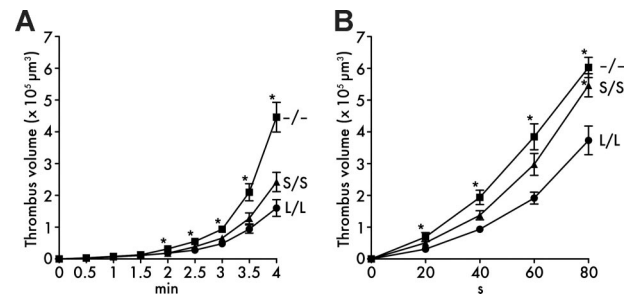 A
Thrombus volume (x 10⁵ µm³)
7
6
5
4
3
2
1
0
0 0.5 1 1.5 2 2.5 3 3.5 4
min
* * * * *
–/–
S/S
L/L
B
Thrombus volume (x 10⁵ µm³)
7
6
5
4
3
2
1
0
0 20 40 60 80
s
* * * * *
–/–
S/S
L/L